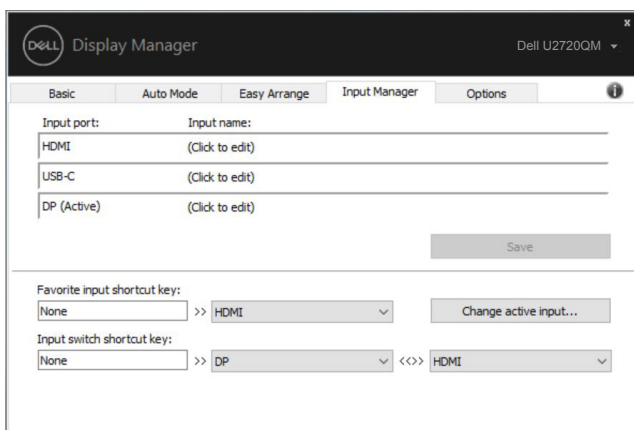 x
DELL Display Manager Dell U2720QM
Basic Auto Mode Easy Arrange Input Manager Options i
Input port: Input name:
HDMI (Click to edit)
USB-C (Click to edit)
DP (Active) (Click to edit)
Save
Favorite input shortcut key:
None >> HDMI Change active input...
Input switch shortcut key:
None >> DP <<>> HDMI